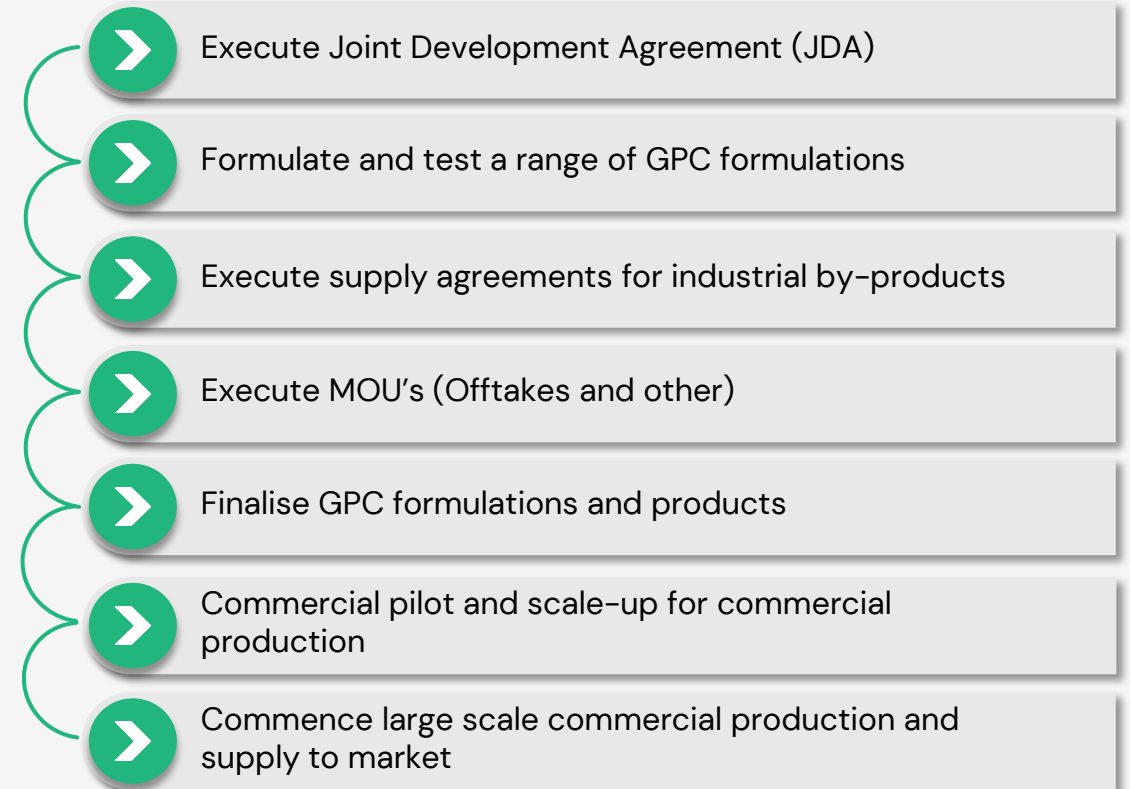 Execute Joint Development Agreement (JDA)
Formulate and test a range of GPC formulations
Execute supply agreements for industrial by-products
Execute MOU’s (Offtakes and other)
Finalise GPC formulations and products
Commercial pilot and scale-up for commercial
production
Commence large scale commercial production and
supply to market